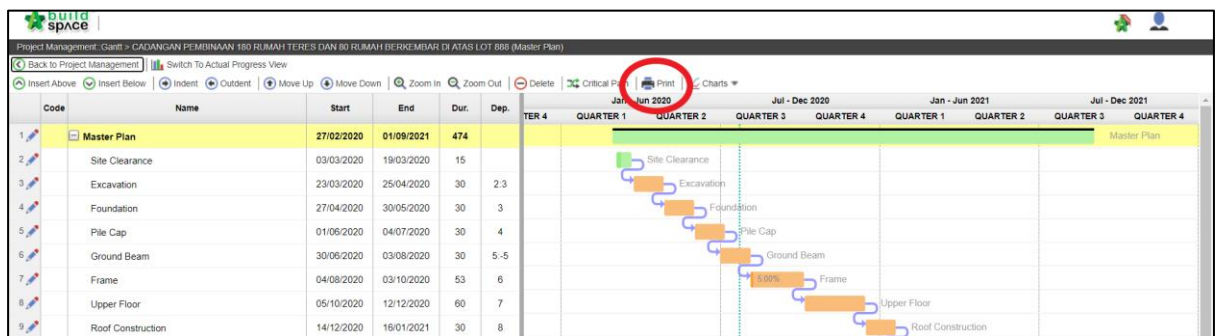 build
space
Project Management::Gantt > CADANGAN PEMBINAAN 180 RUMAH TERES DAN 80 RUMAH BERKEMBAR DI ATAS LOT 888 (Master Plan)
Back to Project Management Switch To Actual Progress View
Insert Above Insert Below Indent Outdent Move Up Move Down Zoom In Zoom Out Delete Critical Path Print Charts
Code Name Start End Dur. Dep. Jan - Jun 2020 Jul - Dec 2020 Jan - Jun 2021 Jul - Dec 2021
TER 4 QUARTER 1 QUARTER 2 QUARTER 3 QUARTER 4 QUARTER 1 QUARTER 2 QUARTER 3 QUARTER 4
1 Master Plan 27/02/2020 01/09/2021 474 Master Plan
2 Site Clearance 03/03/2020 19/03/2020 15 Site Clearance
3 Excavation 23/03/2020 25/04/2020 30 2:3 Excavation
4 Foundation 27/04/2020 30/05/2020 30 3 Foundation
5 Pile Cap 01/06/2020 04/07/2020 30 4 Pile Cap
6 Ground Beam 30/06/2020 03/08/2020 30 5:-5 Ground Beam
7 Frame 04/08/2020 03/10/2020 53 6 5.00% Frame
8 Upper Floor 05/10/2020 12/12/2020 60 7 Upper Floor
9 Roof Construction 14/12/2020 16/01/2021 30 8 Roof Construction